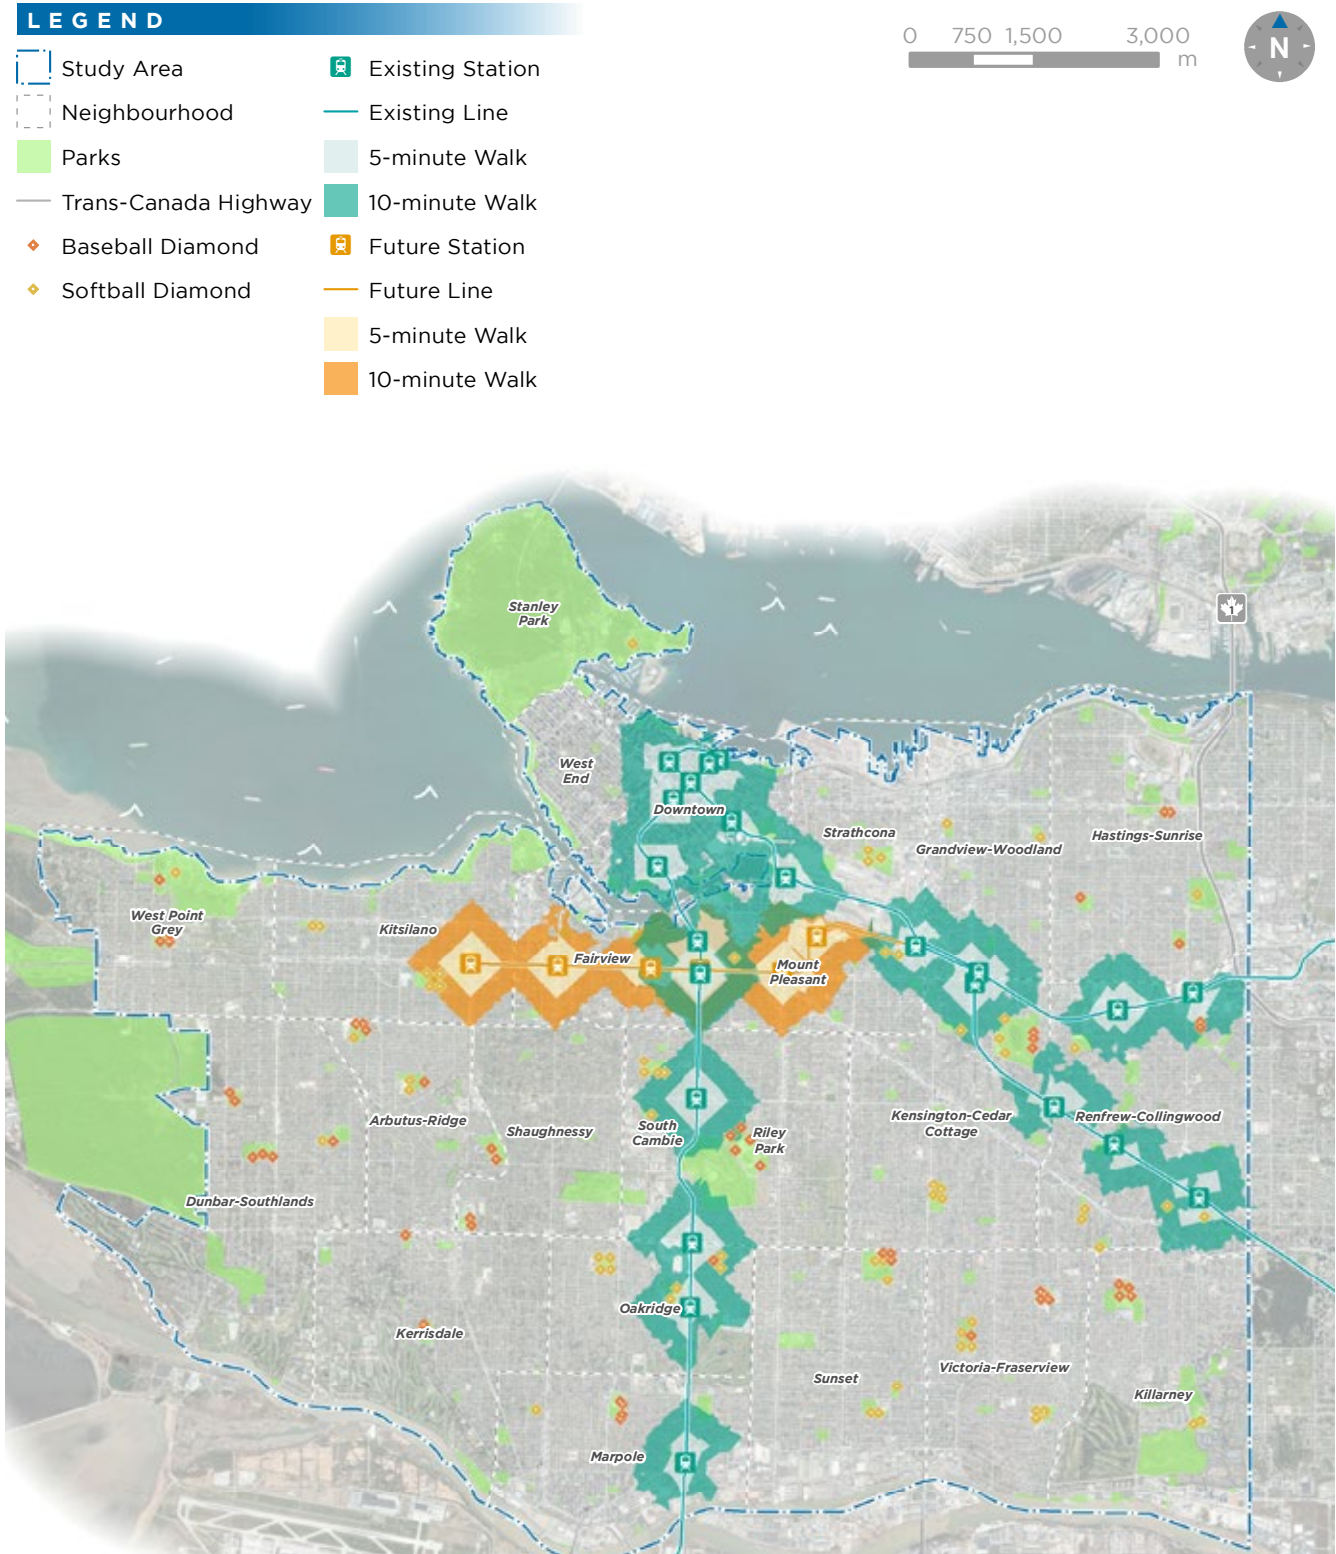 LEGEND
Study Area
Neighbourhood
Parks
Trans-Canada Highway
Baseball Diamond
Softball Diamond
Existing Station
Existing Line
5-minute Walk
10-minute Walk
Future Station
Future Line
5-minute Walk
10-minute Walk
0 750 1,500 3,000
m
N
1
Stanley
Park
West
End
Downtown
Strathcona
Grandview-Woodland
Hastings-Sunrise
West Point
Grey
Kitsilano
Fairview
Mount
Pleasant
Arbutus-Ridge
Shaughnessy
South
Cambie
Riley
Park
Kensington-Cedar
Cottage
Renfrew-Collingwood
Dunbar-Southlands
Oakridge
Kerrisdale
Sunset
Victoria-Fraserview
Killarney
Marpole